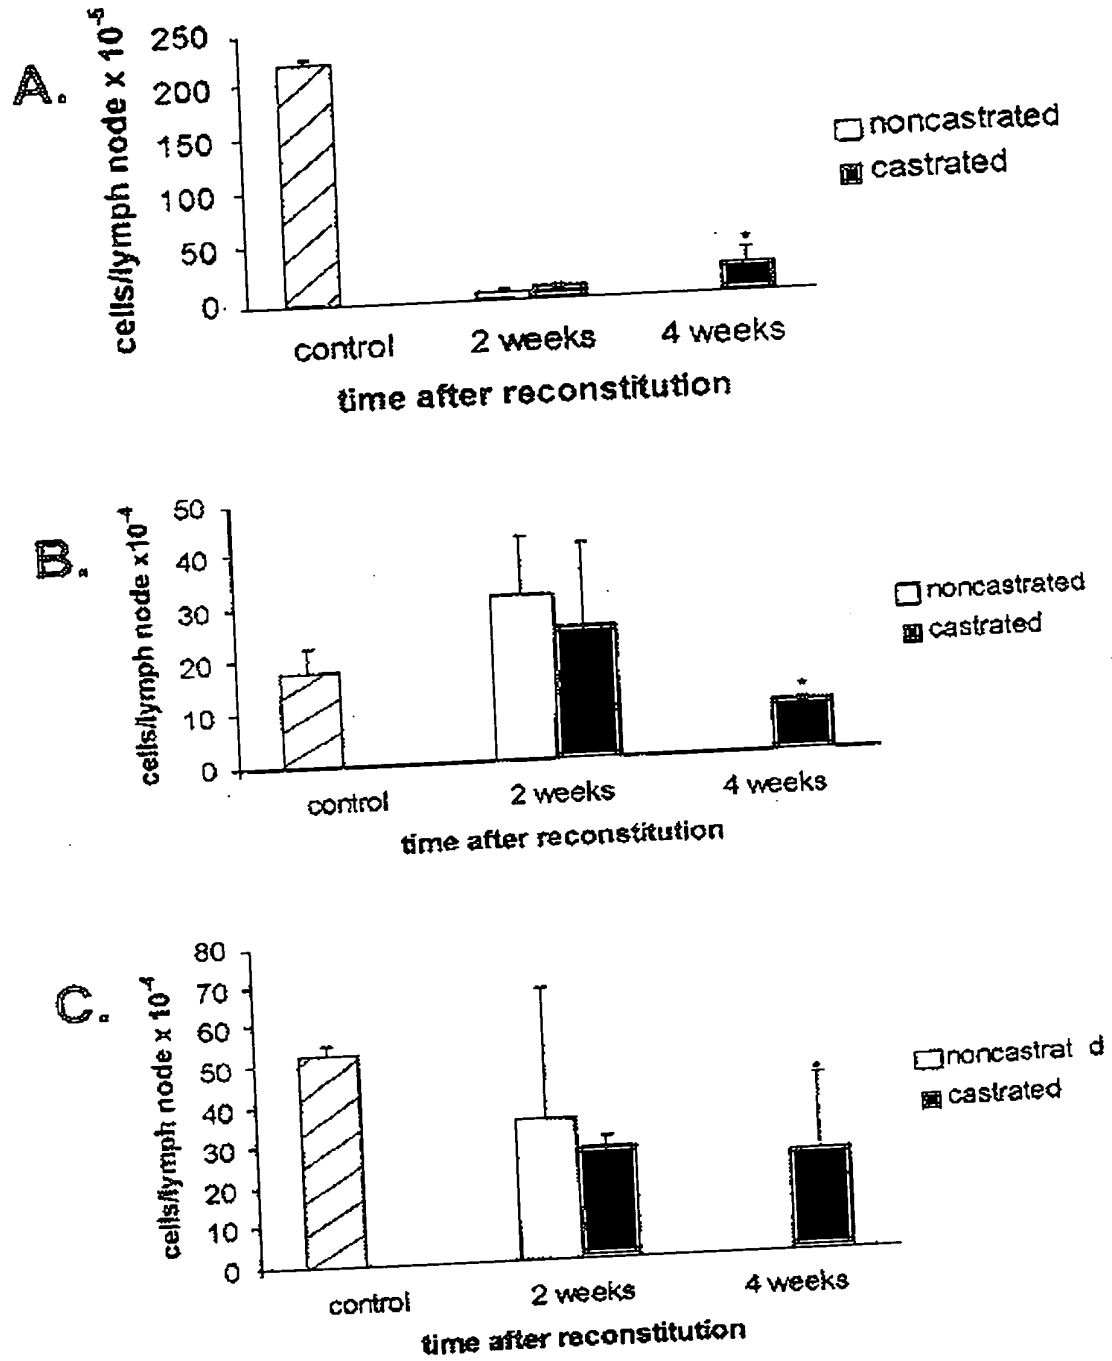 A.
cells/lymph node x 10-5
250
200
150
100
50
0
noncastrated
castrated
*
control
2 weeks
4 weeks
time after reconstitution
B.
cells/lymph node x10-4
50
40
30
20
10
0
noncastrated
castrated
*
control
2 weeks
4 weeks
time after reconstitution
C.
cells/lymph node x 10-4
80
70
60
50
40
30
20
10
0
noncastrat d
castrated
*
control
2 weeks
4 weeks
time after reconstitution